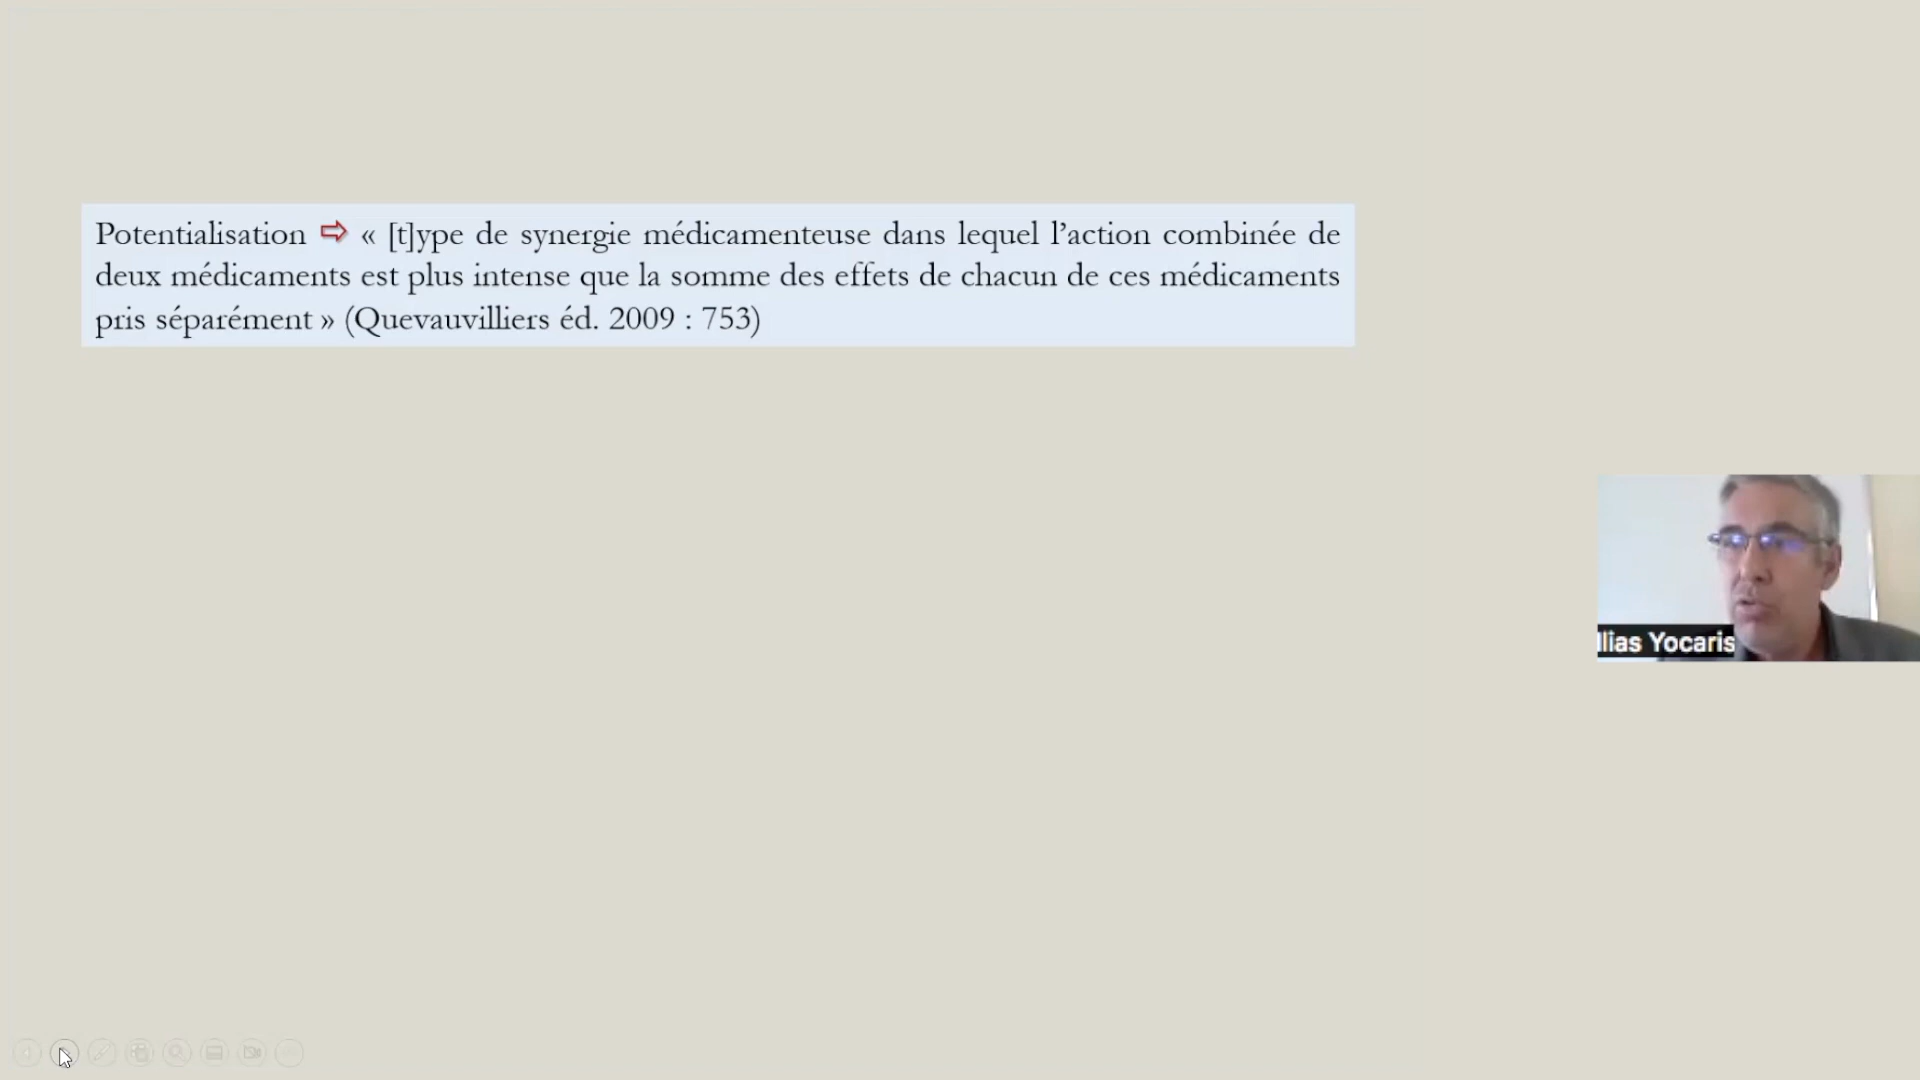 Potentialisation ⇨ « [t]ype de synergie médicamenteuse dans lequel l’action combinée de
deux médicaments est plus intense que la somme des effets de chacun de ces médicaments
pris séparément » (Quevauvilliers éd. 2009 : 753)
Ilias Yocaris